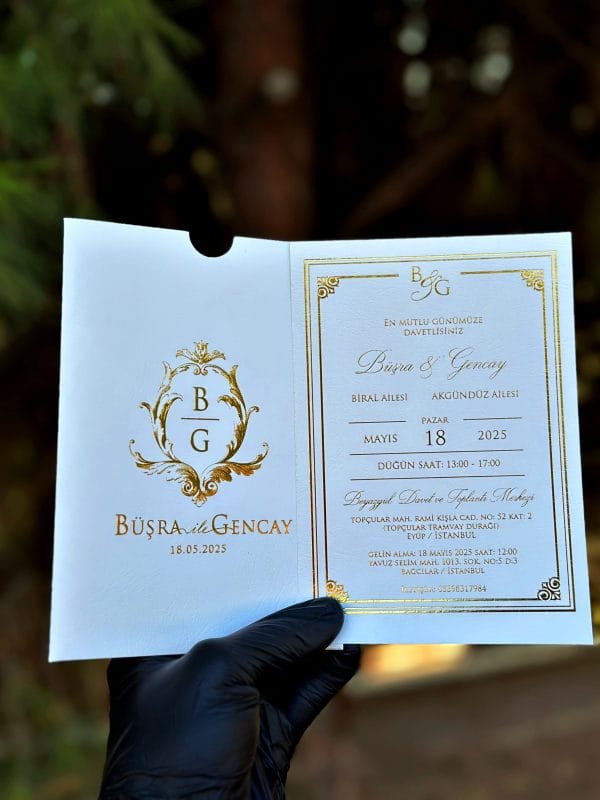 B
G
BÜŞRA ile GENCAY
18.05.2025
B&G
EN MUTLU GÜNÜMÜZE
DAVETLİSİNİZ
Büşra & Gencay
BİRAL AİLESİ AKGÜNDÜZ AİLESİ
PAZAR
MAYIS 18 2025
DÜĞÜN SAAT: 13:00 - 17:00
Beyazgül Davet ve Toplantı Merkezi
TOPÇULAR MAH. RAMİ KIŞLA CAD. NO: 52 KAT: 2
(TOPÇULAR TRAMVAY DURAĞI)
EYÜP / İSTANBUL
GELİN ALMA: 18 MAYIS 2025 SAAT: 12:00
YAVUZ SELİM MAH. 1013. SOK. NO:5 D:3
BAĞCILAR / İSTANBUL